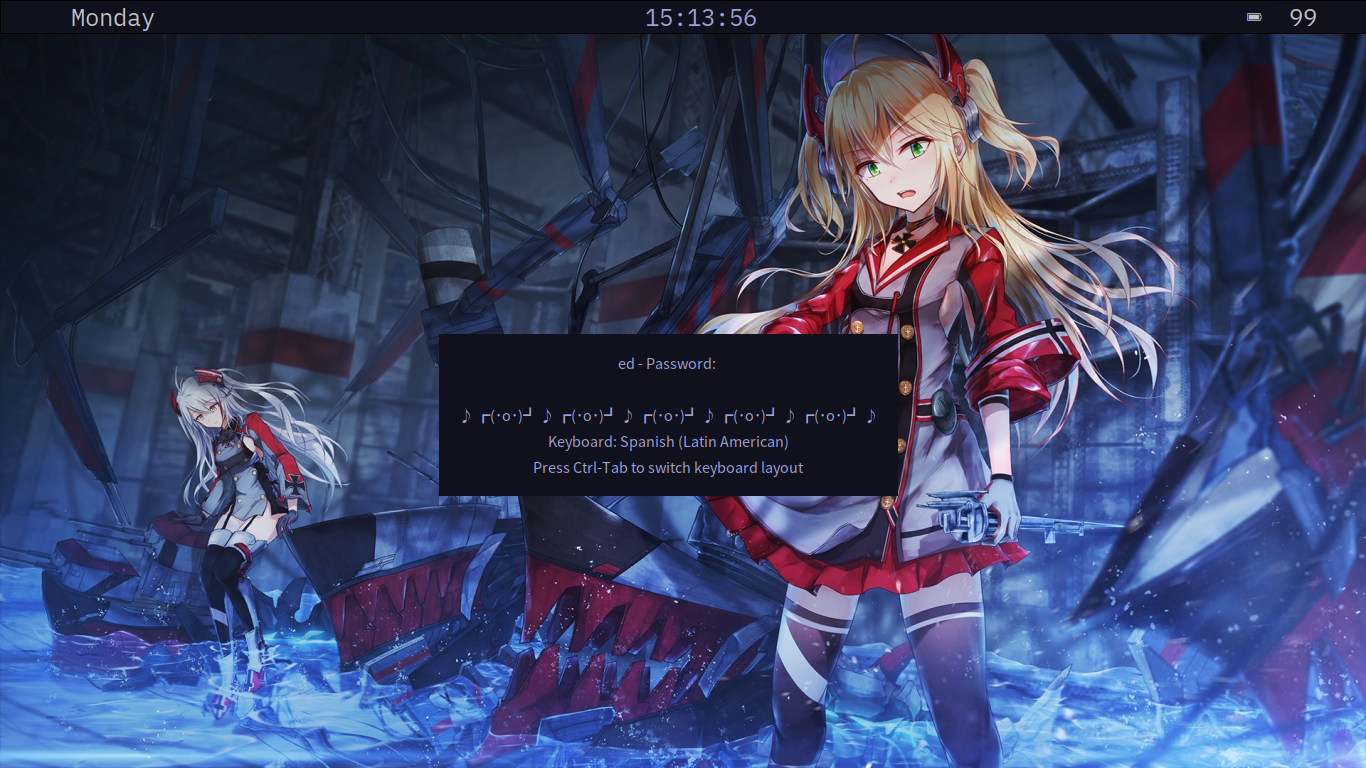 Monday
15:13:56
99
ed - Password:
♪ ┏(·o·)┛ ♪ ┏(·o·)┛ ♪ ┏(·o·)┛ ♪ ┏(·o·)┛ ♪ ┏(·o·)┛ ♪
Keyboard: Spanish (Latin American)
Press Ctrl-Tab to switch keyboard layout